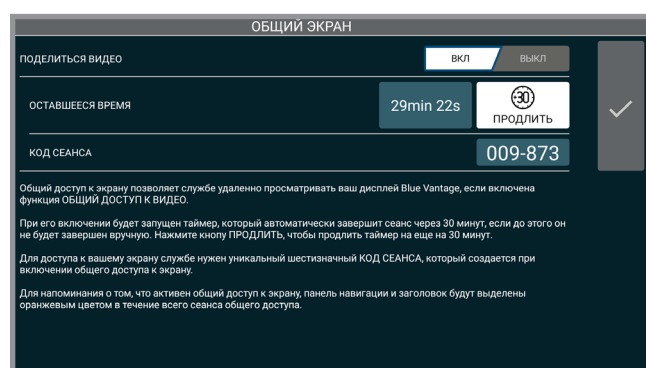 ОБЩИЙ ЭКРАН
ПОДЕЛИТЬСЯ ВИДЕО
ВКЛ
ВЫКЛ
ОСТАВШЕЕСЯ ВРЕМЯ
29min 22s
30
ПРОДЛИТЬ
КОД СЕАНСА
009-873
Общий доступ к экрану позволяет службе удаленно просматривать ваш дисплей Blue Vantage, если включена
функция ОБЩИЙ ДОСТУП К ВИДЕО.
При его включении будет запущен таймер, который автоматически завершит сеанс через 30 минут, если до этого он
не будет завершен вручную. Нажмите кнопу ПРОДЛИТЬ, чтобы продлить таймер на еще на 30 минут.
Для доступа к вашему экрану службе нужен уникальный шестизначный КОД СЕАНСА, который создается при
включении общего доступа к экрану.
Для напоминания о том, что активен общий доступ к экрану, панель навигации и заголовок будут выделены
оранжевым цветом в течение всего сеанса общего доступа.